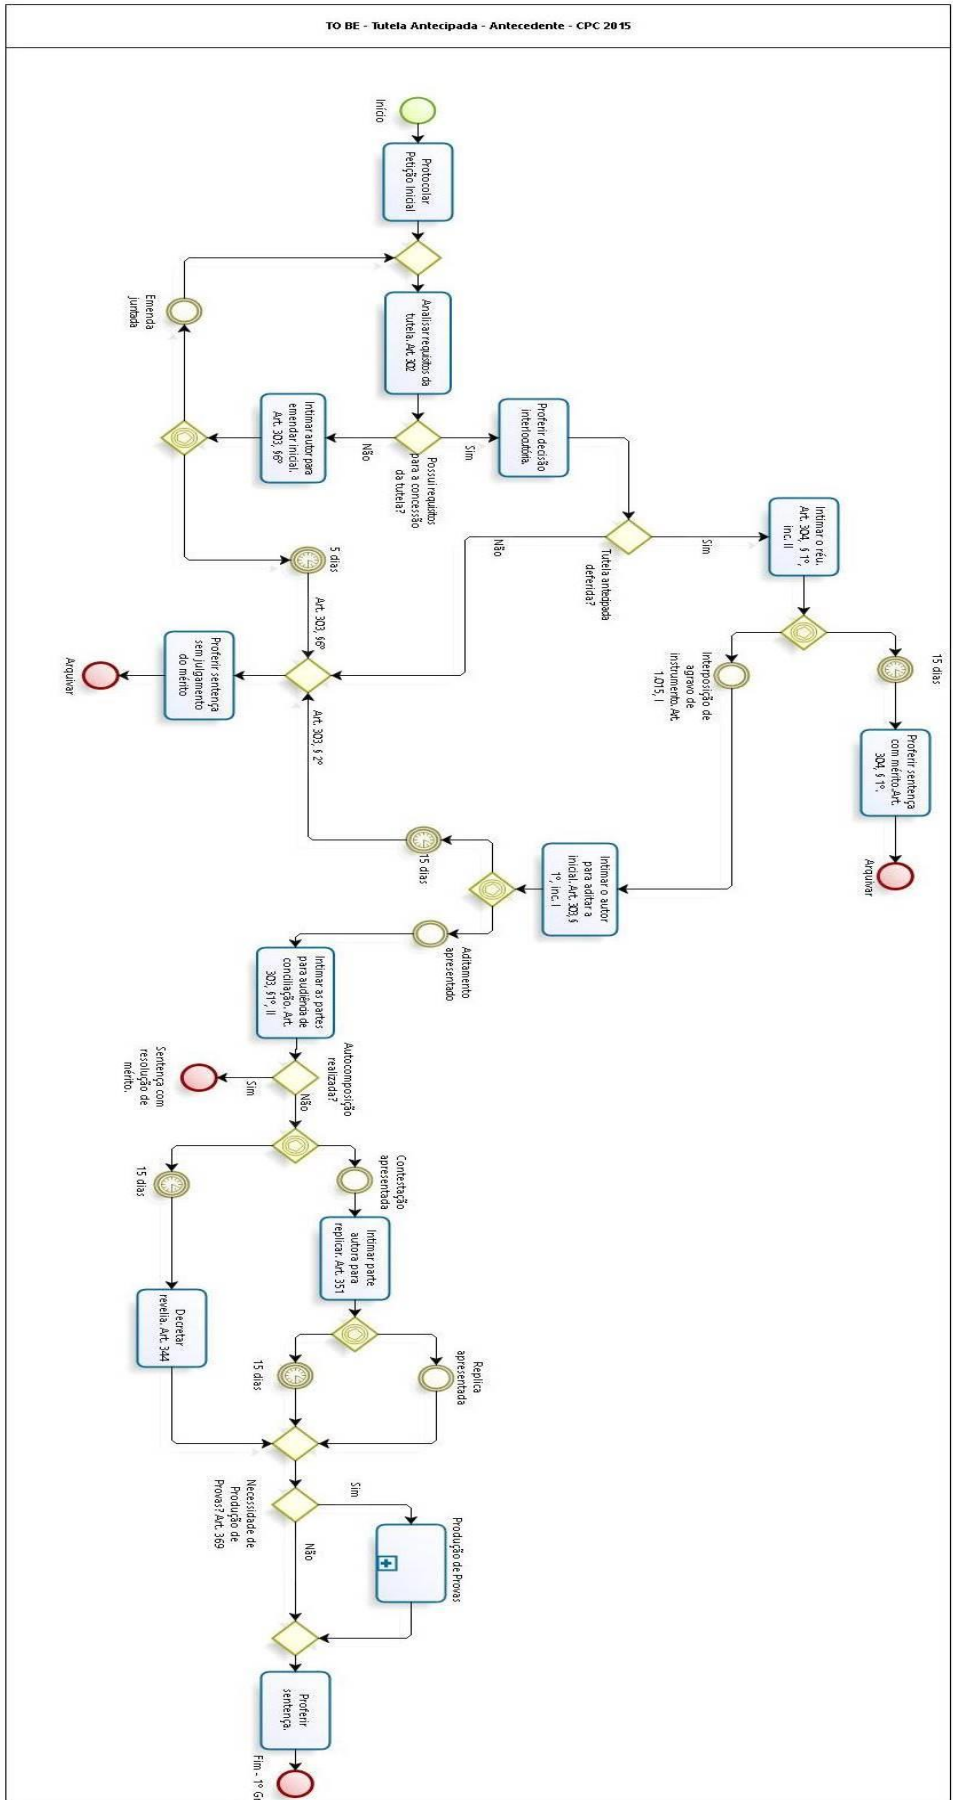 TO BE - Tutela Antecipada - Antecedente - CPC 2015
Início
Protocolar
Petição Inicial
Analisar requisitos da
tutela. Art. 302
Emenda
juntada
Possui requisitos
para a concessão
da tutela?
Sim
Não
Intimar autor para
emendar inicial.
Art. 303, §6º
Proferir decisão
interlocutória.
Tutela antecipada
deferida?
Sim
Não
Intimar o réu.
Art. 304, § 1º,
inc. II
5 dias
Art. 303, §6º
15 dias
Interposição de
agravo de
instrumento. Art.
1.015, I
Proferir sentença
sem julgamento
do mérito
Arquivar
Art. 303, § 2º
Proferir sentença
com mérito. Art.
304, § 1º.
Arquivar
15 dias
Intimar o autor
para aditar a
inicial. Art. 303, §
1º, inc. I
Aditamento
apresentado
Intimar as partes
para audiência de
conciliação. Art.
303, §1º, II
Autocomposição
realizada?
Sim
Não
Sentença com
resolução de
mérito.
Contestação
apresentada
15 dias
Intimar parte
autora para
replicar. Art. 351
Decretar
revelia. Art. 344
Replica
apresentada
15 dias
Necessidade de
Produção de
Provas? Art. 369
Sim
Não
Produção de Provas
Proferir
sentença.
Fim - 1º G